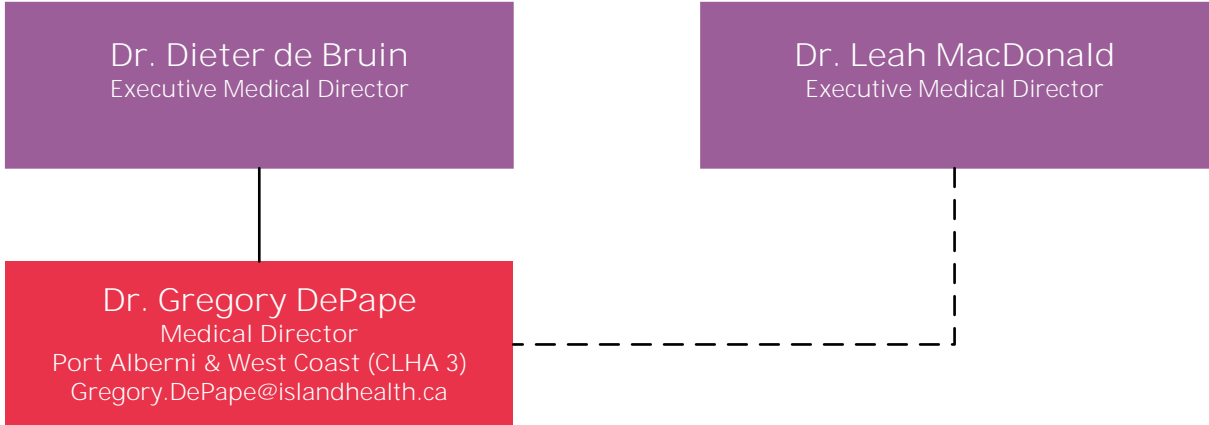 Dr. Dieter de Bruin
Executive Medical Director
Dr. Leah MacDonald
Executive Medical Director
Dr. Gregory DePape
Medical Director
Port Alberni & West Coast (CLHA 3)
Gregory.DePape@islandhealth.ca